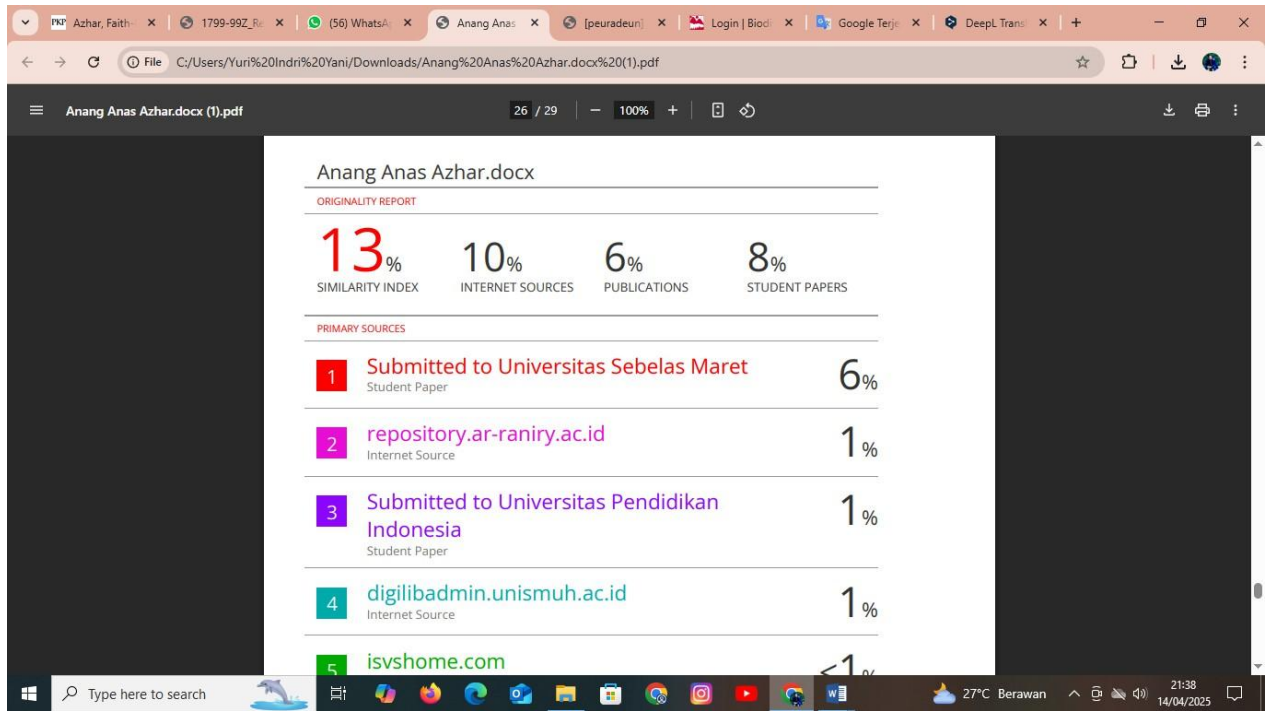 PKP Azhar, Faith-
1799-99Z_Re
(56) WhatsA
Anang Anas
[peuradeun]
Login | Biodi
Google Terje
DeepL Trans
File C:/Users/Yuri%20Indri%20Yani/Downloads/Anang%20Anas%20Azhar.docx%20(1).pdf
Anang Anas Azhar.docx (1).pdf
26 / 29
100%
Anang Anas Azhar.docx
ORIGINALITY REPORT
13%
SIMILARITY INDEX
10%
INTERNET SOURCES
6%
PUBLICATIONS
8%
STUDENT PAPERS
PRIMARY SOURCES
1
Submitted to Universitas Sebelas Maret
Student Paper
6%
2
repository.ar-raniry.ac.id
Internet Source
1%
3
Submitted to Universitas Pendidikan
Indonesia
Student Paper
1%
4
digilibadmin.unismuh.ac.id
Internet Source
1%
5
isvshome.com
<1%
Type here to search
27°C Berawan
21:38
14/04/2025